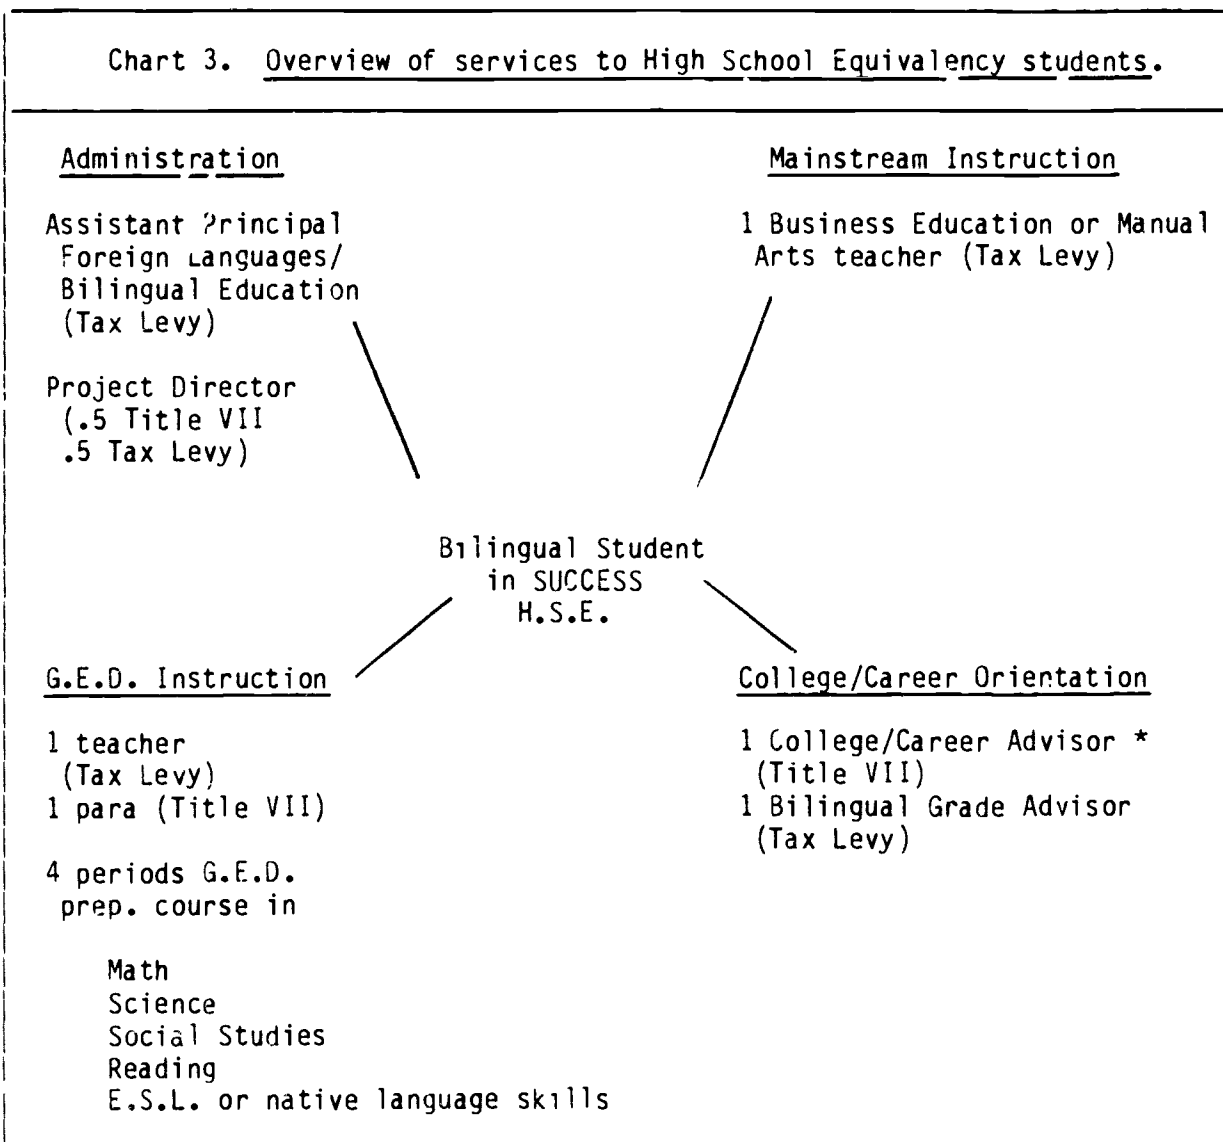 Chart 3. Overview of services to High School Equivalency students.
Administration
Assistant Principal
Foreign Languages/
Bilingual Education
(Tax Levy)
Project Director
(.5 Title VII
.5 Tax Levy)
Mainstream Instruction
1 Business Education or Manual
Arts teacher (Tax Levy)
Bilingual Student
in SUCCESS
H.S.E.
G.E.D. Instruction
1 teacher
(Tax Levy)
1 para (Title VII)
4 periods G.E.D.
prep. course in
Math
Science
Social Studies
Reading
E.S.L. or native language skills
College/Career Orientation
1 College/Career Advisor *
(Title VII)
1 Bilingual Grade Advisor
(Tax Levy)